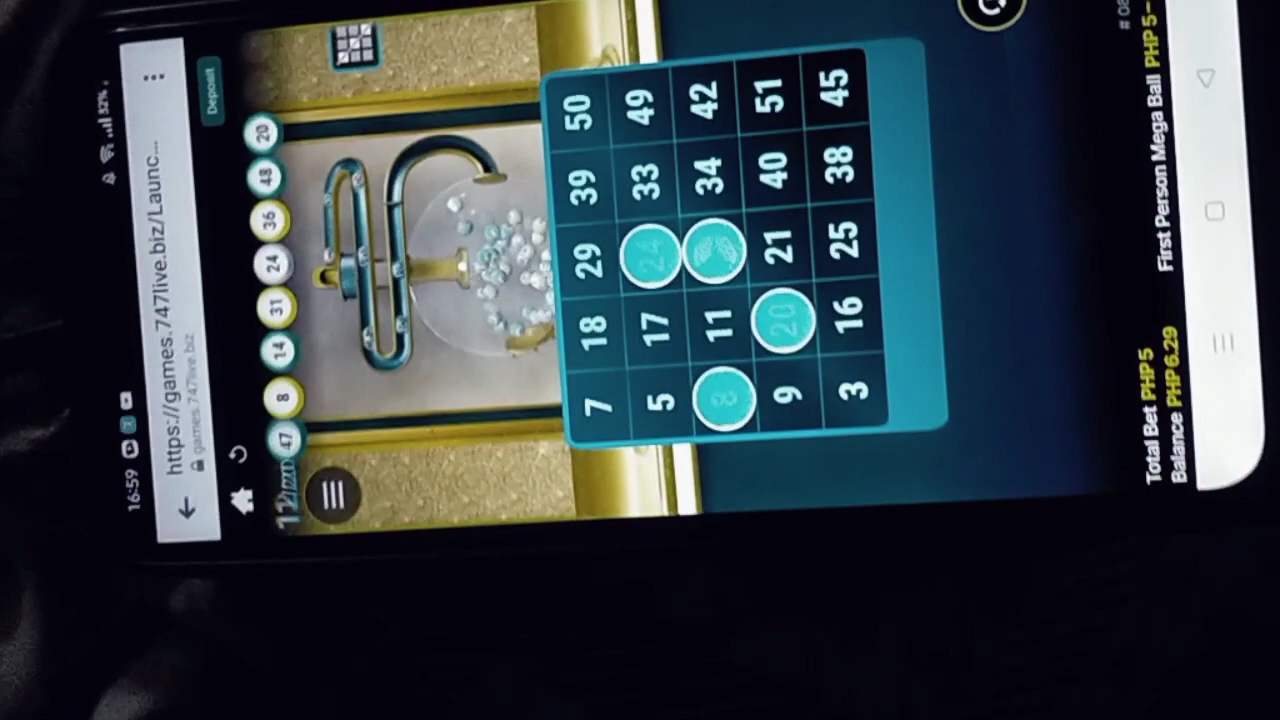 16:59
32%
https://games.747live.biz/Launc...
games.747live.biz
Deposit
47 8 14 31 24 36 48 20
7 18 29 39 50
5 17 24 33 49
8 11 34 42
9 20 21 40 51
3 16 25 38 45
Total Bet PHP5
Balance PHP6.29
First Person Mega Ball PHP5-